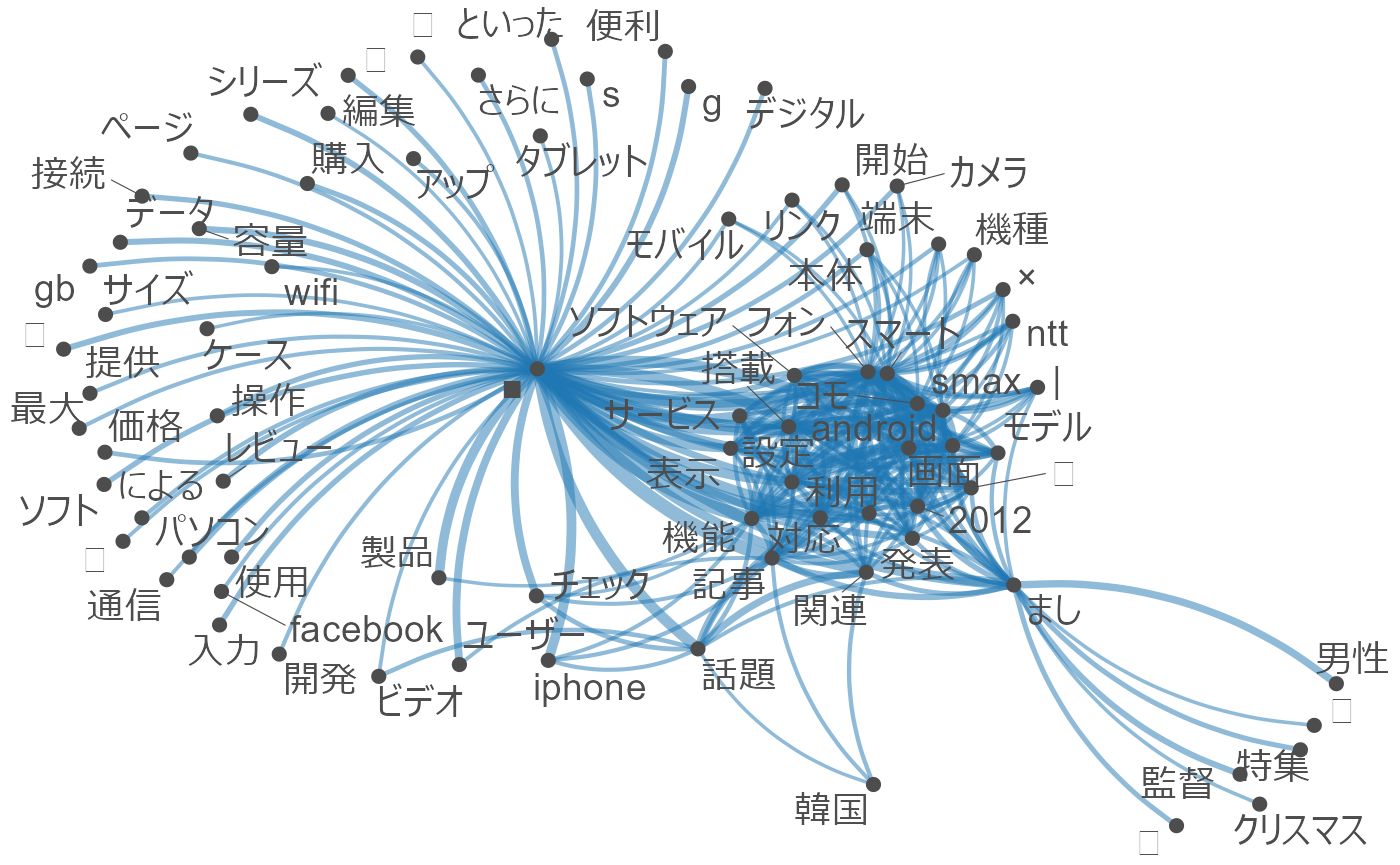 といった
便利
シリーズ
編集
さらに
s
g
デジタル
ページ
購入
アップ
タブレット
開始
カメラ
接続
データ
容量
モバイル
リンク
端末
機種
gb
サイズ
wifi
本体
×
提供
ケース
ソフトウェア
フォン
スマート
ntt
最大
価格
操作
搭載
コモ
smax
|
レビュー
サービス
android
モデル
ソフト
による
表示
設定
画面
パソコン
利用
2012
製品
機能
対応
通信
使用
チェック
記事
発表
関連
まし
入力
facebook
ユーザー
開発
ビデオ
iphone
話題
男性
韓国
監督
特集
クリスマス